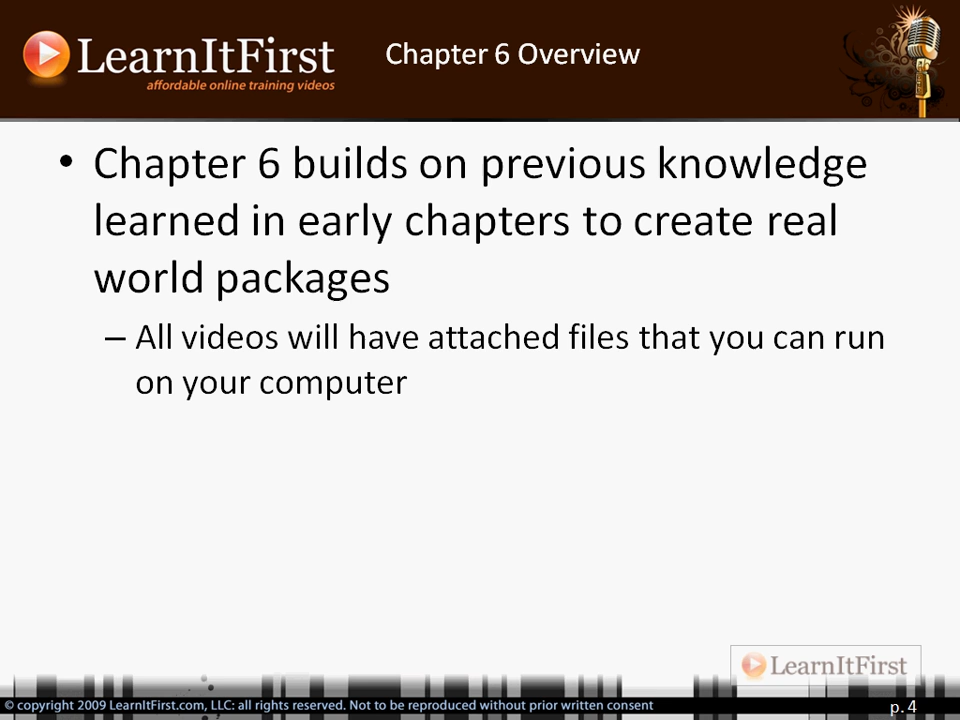 LearnItFirst
affordable online training videos
Chapter 6 Overview
• Chapter 6 builds on previous knowledge
learned in early chapters to create real
world packages
– All videos will have attached files that you can run
on your computer
LearnItFirst
© copyright 2009 LearnItFirst.com, LLC: all rights reserved. Not to be reproduced without prior written consent
p. 4